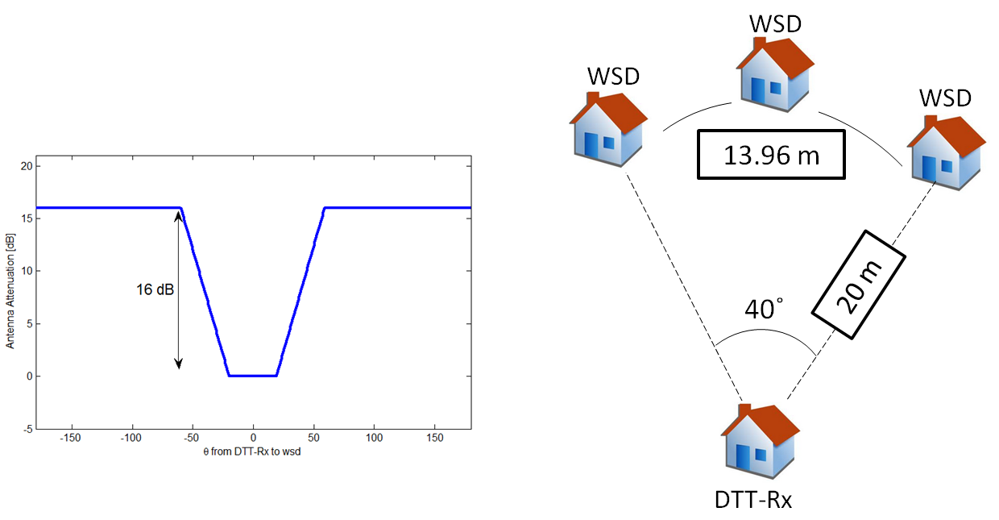 20
15
10
5
0
-5
Antenna Attenuation [dB]
16 dB
-150 -100 -50 0 50 100 150
θ from DTT-Rx to wsd
WSD
WSD
WSD
13.96 m
20 m
40°
DTT-Rx